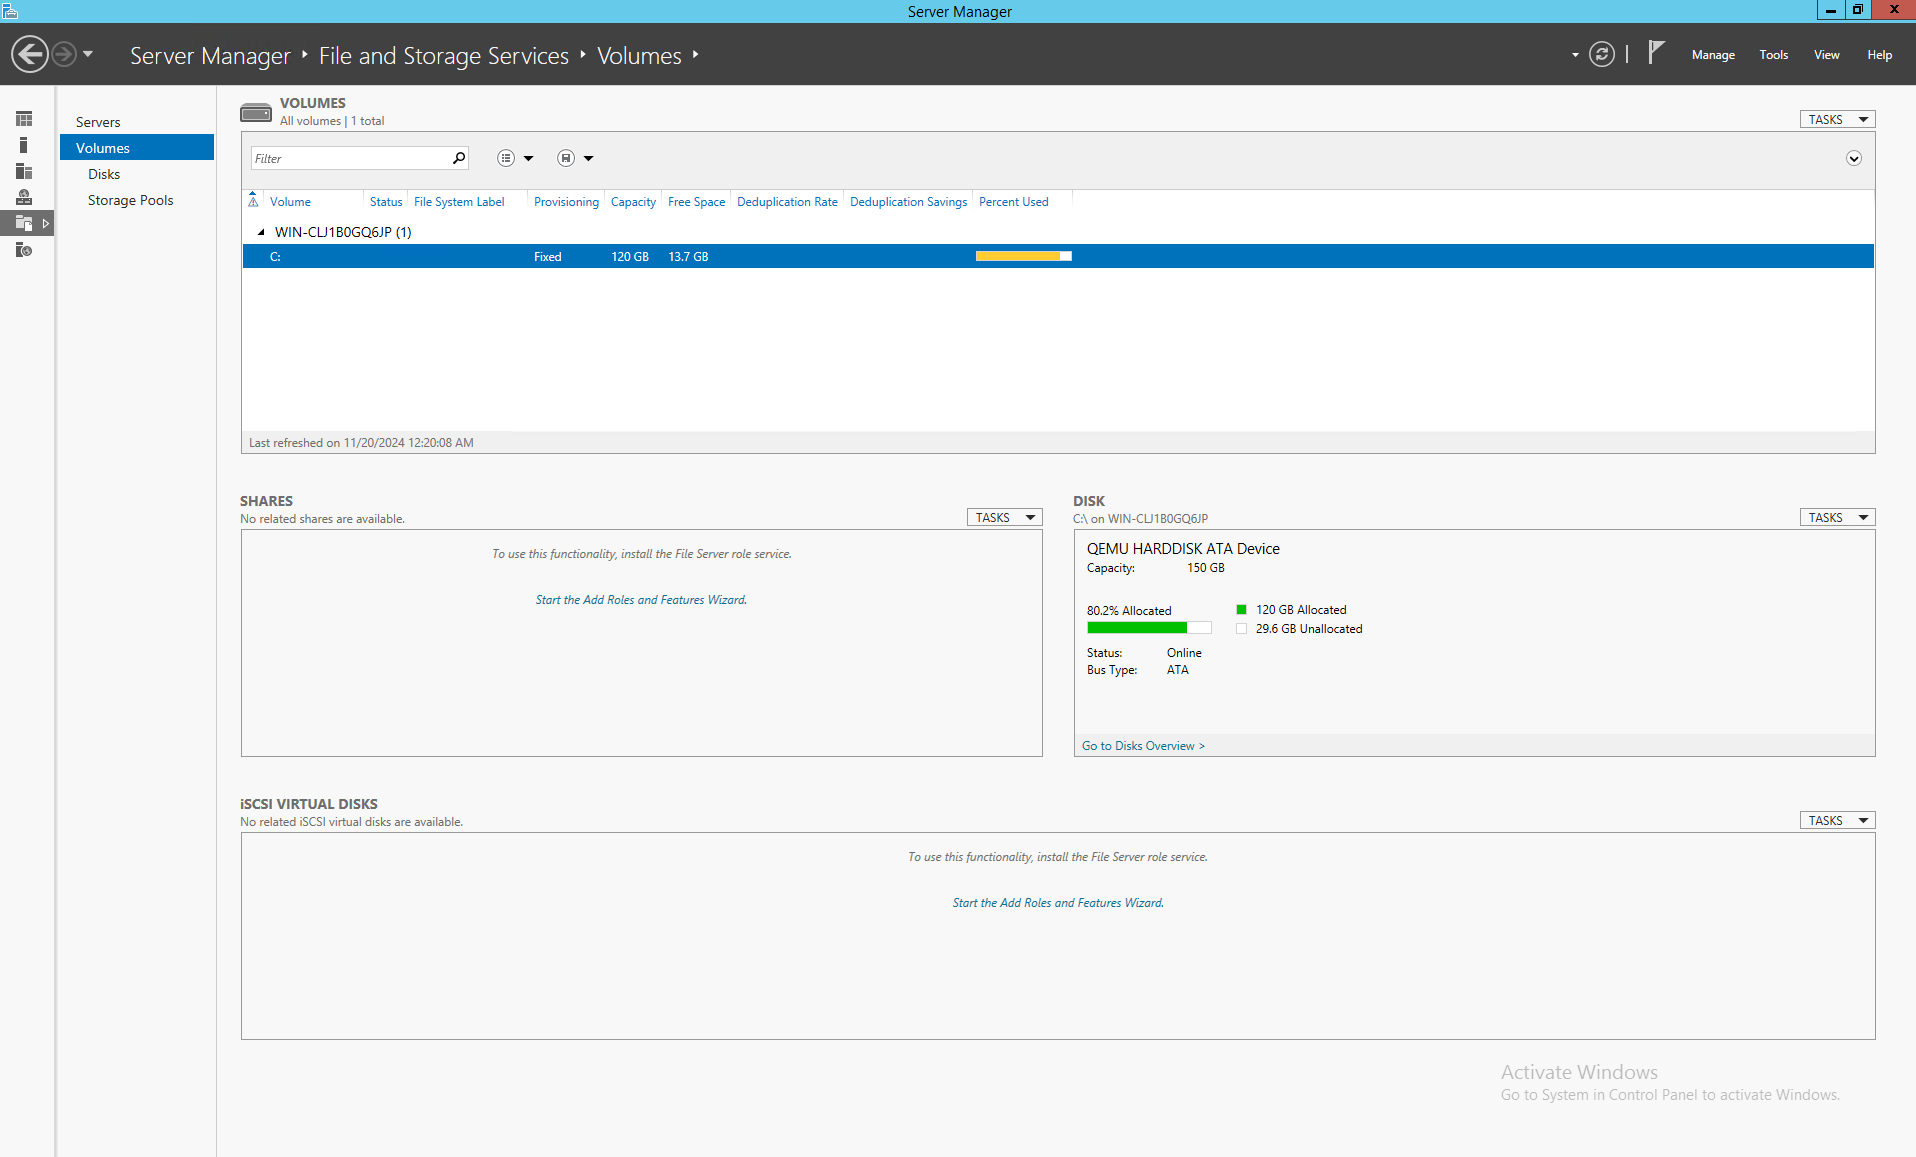 Server Manager
Server Manager ‣ File and Storage Services ‣ Volumes ‣
Manage Tools View Help
Servers
Volumes
Disks
Storage Pools
VOLUMES
All volumes | 1 total
TASKS
Filter
Volume Status File System Label Provisioning Capacity Free Space Deduplication Rate Deduplication Savings Percent Used
WIN-CLJ1B0GQ6JP (1)
C: Fixed 120 GB 13.7 GB
Last refreshed on 11/20/2024 12:20:08 AM
SHARES
No related shares are available.
TASKS
To use this functionality, install the File Server role service.
Start the Add Roles and Features Wizard.
DISK
C:\ on WIN-CLJ1B0GQ6JP
TASKS
QEMU HARDDISK ATA Device
Capacity: 150 GB
80.2% Allocated
120 GB Allocated
29.6 GB Unallocated
Status: Online
Bus Type: ATA
Go to Disks Overview >
iSCSI VIRTUAL DISKS
No related iSCSI virtual disks are available.
TASKS
To use this functionality, install the File Server role service.
Start the Add Roles and Features Wizard.
Activate Windows
Go to System in Control Panel to activate Windows.